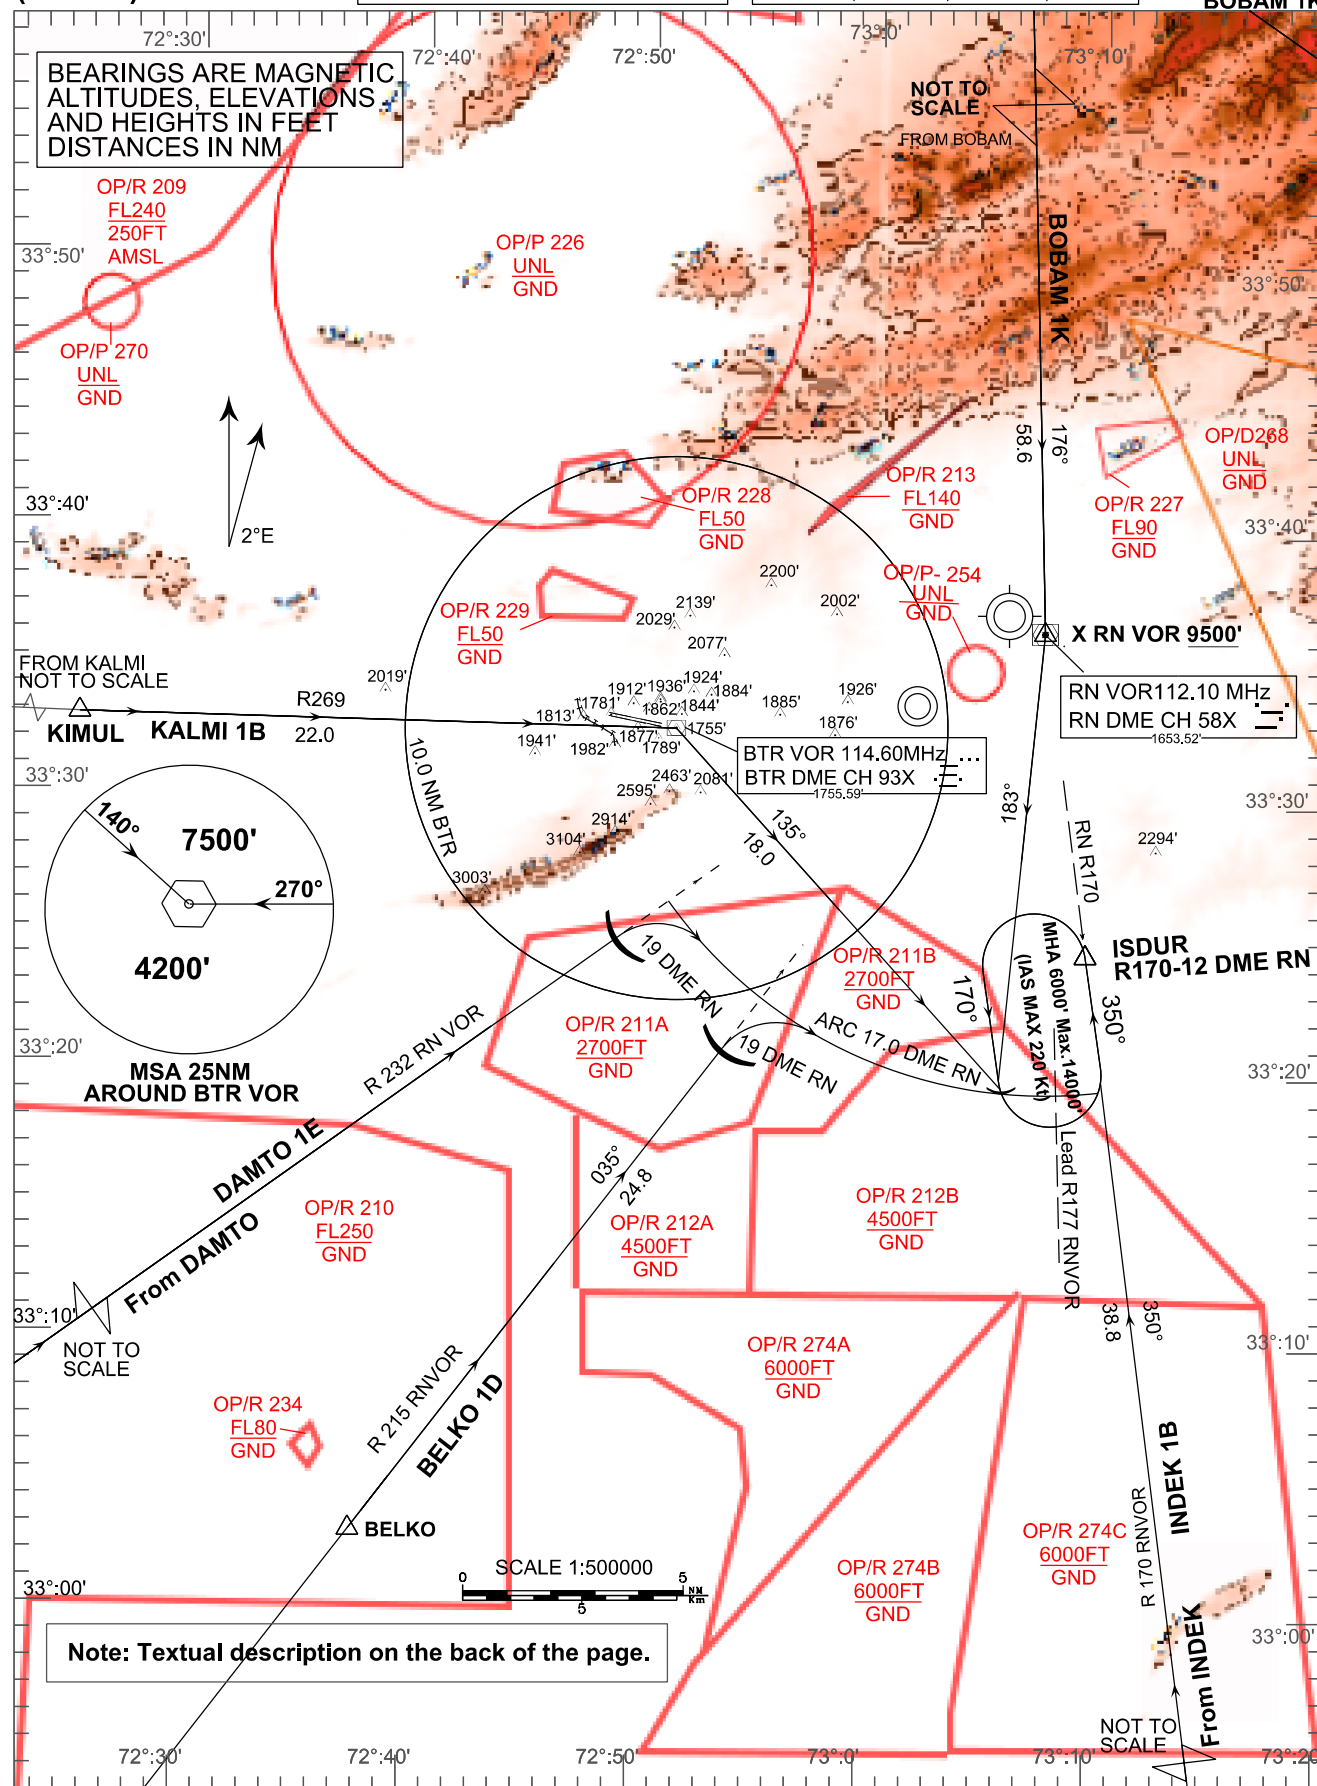 BOBAM 1K
72°:30'
72°:40'
72°:50'
73°:0'
73°:10'
BEARINGS ARE MAGNETIC
ALTITUDES, ELEVATIONS
AND HEIGHTS IN FEET
DISTANCES IN NM
NOT TO
SCALE
FROM BOBAM
OP/R 209
FL240
250FT
AMSL
33°:50'
OP/P 226
UNL
GND
BOBAM 1K
33°:50'
OP/P 270
UNL
GND
2°E
58.6
176°
OP/D268
UNL
GND
OP/R 228
FL50
GND
OP/R 213
FL140
GND
OP/R 227
FL90
GND
33°:40'
33°:40'
OP/R 229
FL50
GND
2200'
2139'
2029'
2002'
2077'
OP/P- 254
UNL
GND
X RN VOR 9500'
RN VOR112.10 MHz
RN DME CH 58X
1653,52'
FROM KALMI
NOT TO SCALE
2019'
R269
22.0
KIMUL
KALMI 1B
1912'
1936'
1924'
1884'
1781'
1862'
1844'
1885'
1926'
1813'
1877'
1755'
1876'
1941'
1982'
1789'
BTR VOR 114.60MHz
BTR DME CH 93X
1755.59'
10.0 NM BTR
2463'
2081'
2595'
2914'
3104'
3003'
33°:30'
33°:30'
135°
18.0
183°
RN R170
2294'
140°
7500'
270°
4200'
MSA 25NM
AROUND BTR VOR
ISDUR
R170-12 DME RN
MHA 6000' Max.14000'
(IAS MAX 220 Kt)
170°
350°
19 DME RN
OP/R 211B
2700FT
GND
OP/R 211A
2700FT
GND
ARC 17.0 DME RN
19 DME RN
R 232 RN VOR
33°:20'
33°:20'
DAMTO 1E
From DAMTO
035°
24.8
OP/R 210
FL250
GND
OP/R 212A
4500FT
GND
OP/R 212B
4500FT
GND
Lead R177 RNVOR
33°:10'
NOT TO
SCALE
38.8
350°
33°:10'
OP/R 274A
6000FT
GND
R 215 RNVOR
BELKO 1D
OP/R 234
FL80
GND
BELKO
INDEK 1B
R 170 RNVOR
OP/R 274C
6000FT
GND
OP/R 274B
6000FT
GND
SCALE 1:500000
0
5
NM
Km
5
33°:00'
33°:00'
Note: Textual description on the back of the page.
From INDEK
NOT TO
SCALE
72°:30'
72°:40'
72°:50'
73°:0'
73°:10'
73°:20